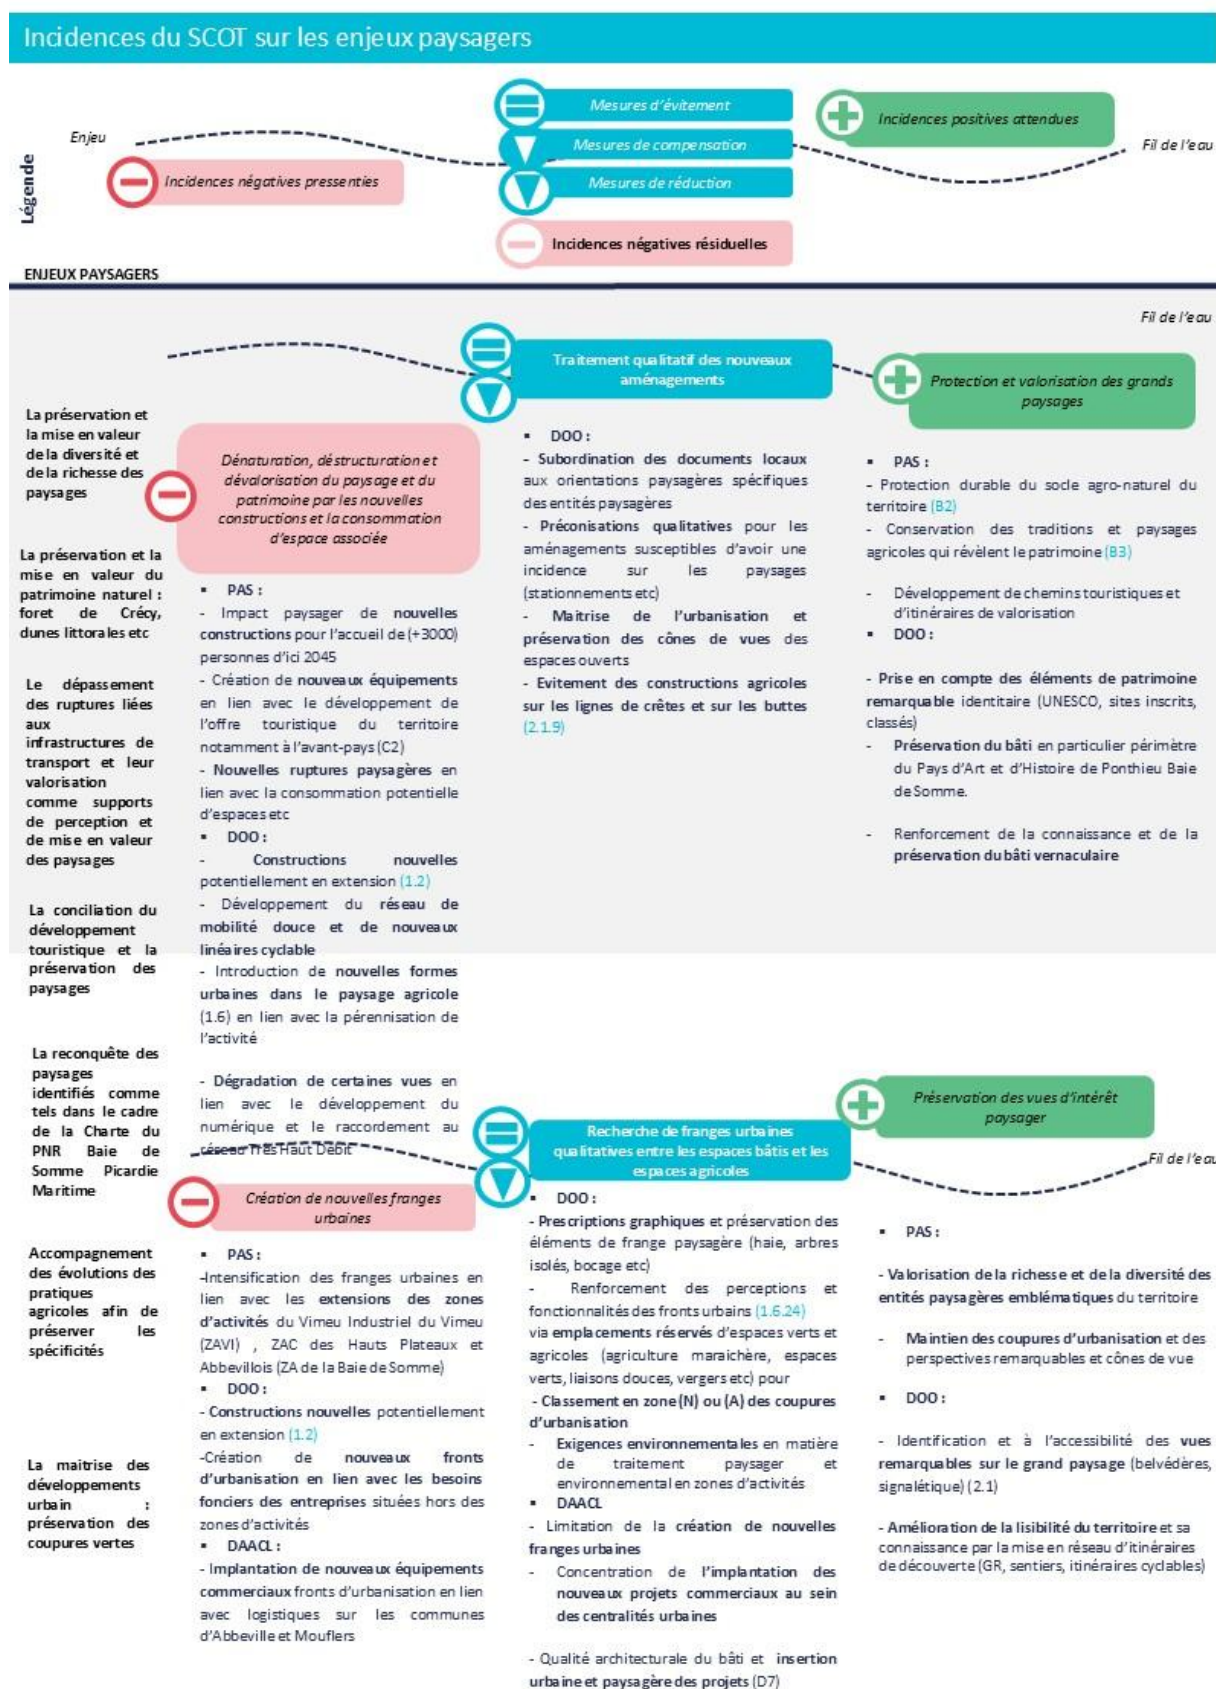 Incidences du SCOT sur les enjeux paysagers
Légende
Enjeu
Incidences négatives pressenties
Mesures d'évitement
Mesures de compensation
Mesures de réduction
Incidences négatives résiduelles
Incidences positives attendues
Fil de l'eau
ENJEUX PAYSAGERS
Fil de l'eau
La préservation et
la mise en valeur
de la diversité et
de la richesse des
paysages
La préservation et la
mise en valeur du
patrimoine naturel :
foret de Crécy,
dunes littorales etc
Le dépassement
des ruptures liées
aux
infrastructures de
transport et leur
valorisation
comme supports
de perception et
de mise en valeur
des paysages
La conciliation du
développement
touristique et la
préservation des
paysages
La reconquête des
paysages
identifiés comme
tels dans le cadre
de la Charte du
PNR Baie de
Somme Picardie
Maritime
Accompagnement
des évolutions des
pratiques
agricoles afin de
préserver les
spécificités
La maitrise des
développements
urbain :
préservation des
coupures vertes
Dénaturation, déstructuration et
dévalorisation du paysage et du
patrimoine par les nouvelles
constructions et la consommation
d'espace associée
▪ PAS :
- Impact paysager de nouvelles
constructions pour l'accueil de (+3000)
personnes d'ici 2045
- Création de nouveaux équipements
en lien avec le développement de
l'offre touristique du territoire
notamment à l'avant-pays (C2)
- Nouvelles ruptures paysagères en
lien avec la consommation potentielle
d'espaces etc
▪ DOO :
- Constructions nouvelles
potentiellement en extension (1.2)
- Développement du réseau de
mobilité douce et de nouveaux
linéaires cyclable
- Introduction de nouvelles formes
urbaines dans le paysage agricole
(1.6) en lien avec la pérennisation de
l'activité
- Dégradation de certaines vues en
lien avec le développement du
numérique et le raccordement au
réseau Très Haut Débit
Traitement qualitatif des nouveaux
aménagements
▪ DOO :
- Subordination des documents locaux
aux orientations paysagères spécifiques
des entités paysagères
- Préconisations qualitatives pour les
aménagements susceptibles d'avoir une
incidence sur les paysages
(stationnements etc)
- Maitrise de l'urbanisation et
préservation des cônes de vues des
espaces ouverts
- Evitement des constructions agricoles
sur les lignes de crêtes et sur les buttes
(2.1.9)
Protection et valorisation des grands
paysages
▪ PAS :
- Protection durable du socle agro-naturel du
territoire (B2)
- Conservation des traditions et paysages
agricoles qui révèlent le patrimoine (B3)
- Développement de chemins touristiques et
d'itinéraires de valorisation
▪ DOO :
- Prise en compte des éléments de patrimoine
remarquable identitaire (UNESCO, sites inscrits,
classés)
- Préservation du bâti en particulier périmètre
du Pays d'Art et d'Histoire de Ponthieu Baie
de Somme.
- Renforcement de la connaissance et de la
préservation du bâti vernaculaire
Création de nouvelles franges
urbaines
▪ PAS :
-Intensification des franges urbaines en
lien avec les extensions des zones
d'activités du Vimeu Industriel du Vimeu
(ZAVI) , ZAC des Hauts Plateaux et
Abbevillois (ZA de la Baie de Somme)
▪ DOO :
- Constructions nouvelles potentiellement
en extension (1.2)
-Création de nouveaux fronts
d'urbanisation en lien avec les besoins
fonciers des entreprises situées hors des
zones d'activités
▪ DAACL :
- Implantation de nouveaux équipements
commerciaux fronts d'urbanisation en lien
avec logistiques sur les communes
d'Abbeville et Mouflers
Recherche de franges urbaines
qualitatives entre les espaces bâtis et les
espaces agricoles
▪ DOO :
- Prescriptions graphiques et préservation des
éléments de frange paysagère (haie, arbres
isolés, bocage etc)
- Renforcement des perceptions et
fonctionnalités des fronts urbains (1.6.24)
via emplacements réservés d'espaces verts et
agricoles (agriculture maraichère, espaces
verts, liaisons douces, vergers etc) pour
- Classement en zone (N) ou (A) des coupures
d'urbanisation
- Exigences environnementales en matière
de traitement paysager et
environnemental en zones d'activités
▪ DAACL
- Limitation de la création de nouvelles
franges urbaines
- Concentration de l'implantation des
nouveaux projets commerciaux au sein
des centralités urbaines
- Qualité architecturale du bâti et insertion
urbaine et paysagère des projets (D7)
Préservation des vues d'intérêt
paysager
Fil de l'eau
▪ PAS :
- Valorisation de la richesse et de la diversité des
entités paysagères emblématiques du territoire
- Maintien des coupures d'urbanisation et des
perspectives remarquables et cônes de vue
▪ DOO :
- Identification et à l'accessibilité des vues
remarquables sur le grand paysage (belvédères,
signalétique) (2.1)
- Amélioration de la lisibilité du territoire et sa
connaissance par la mise en réseau d'itinéraires
de découverte (GR, sentiers, itinéraires cyclables)